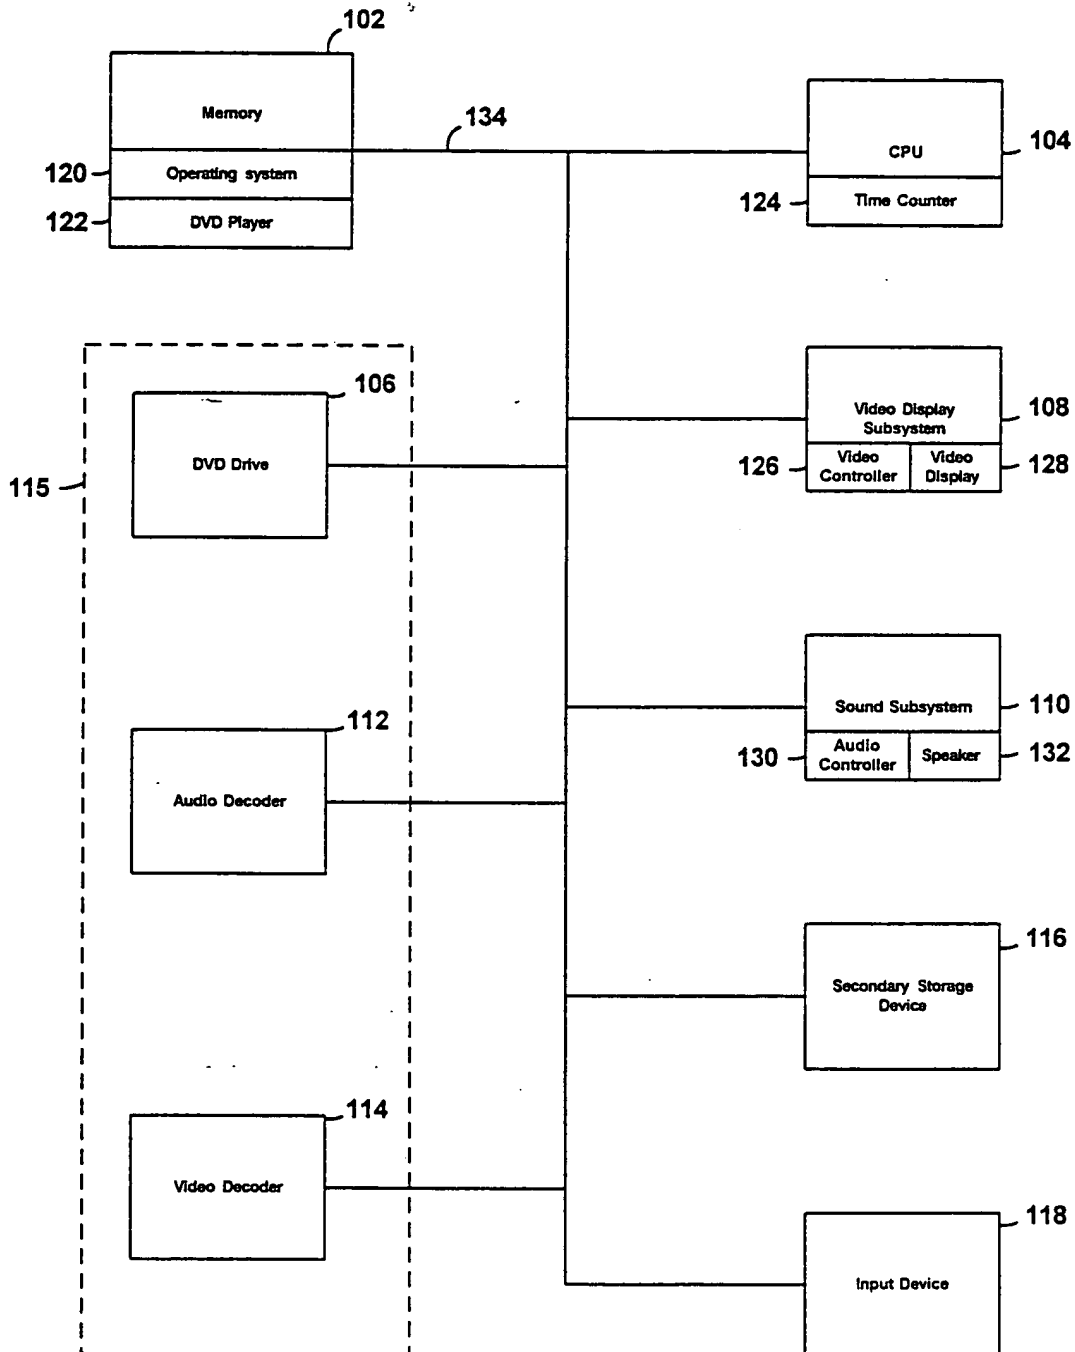 102
Memory
134
104
CPU
120
Operating system
124
Time Counter
122
DVD Player
106
DVD Drive
115
108
Video Display
Subsystem
126
Video
Controller
Video
Display
128
112
Audio Decoder
110
Sound Subsystem
130
Audio
Controller
Speaker
132
116
Secondary Storage
Device
114
Video Decoder
118
Input Device